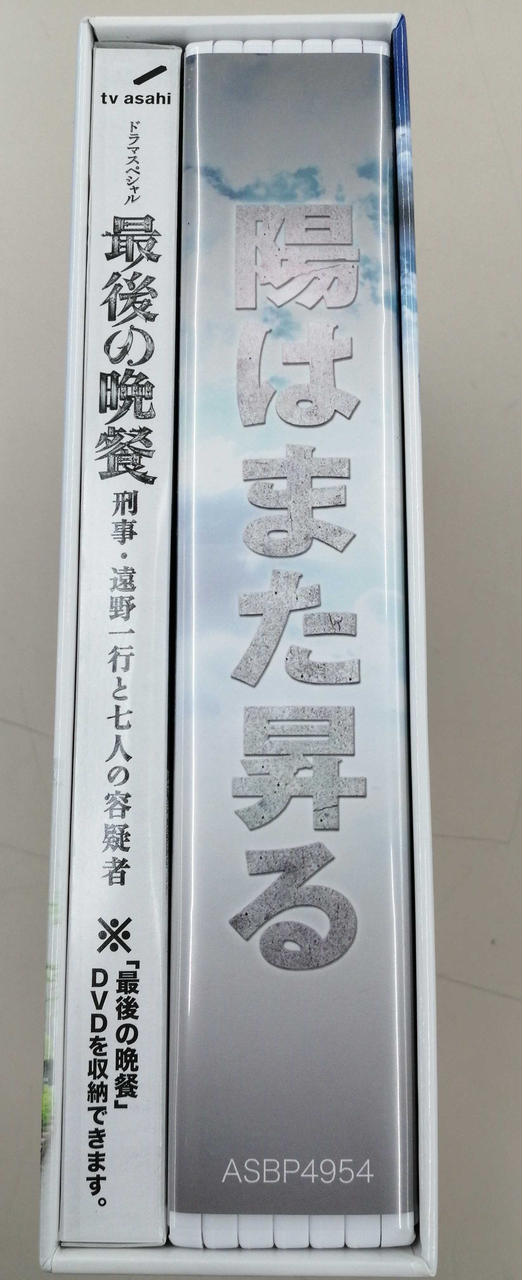 tv asahi
ドラマスペシャル
最後の晩餐
刑事・遠野一行と七人の容疑者
※「最後の晩餐」
DVDを収納できます。
陽はまた昇る
ASBP4954